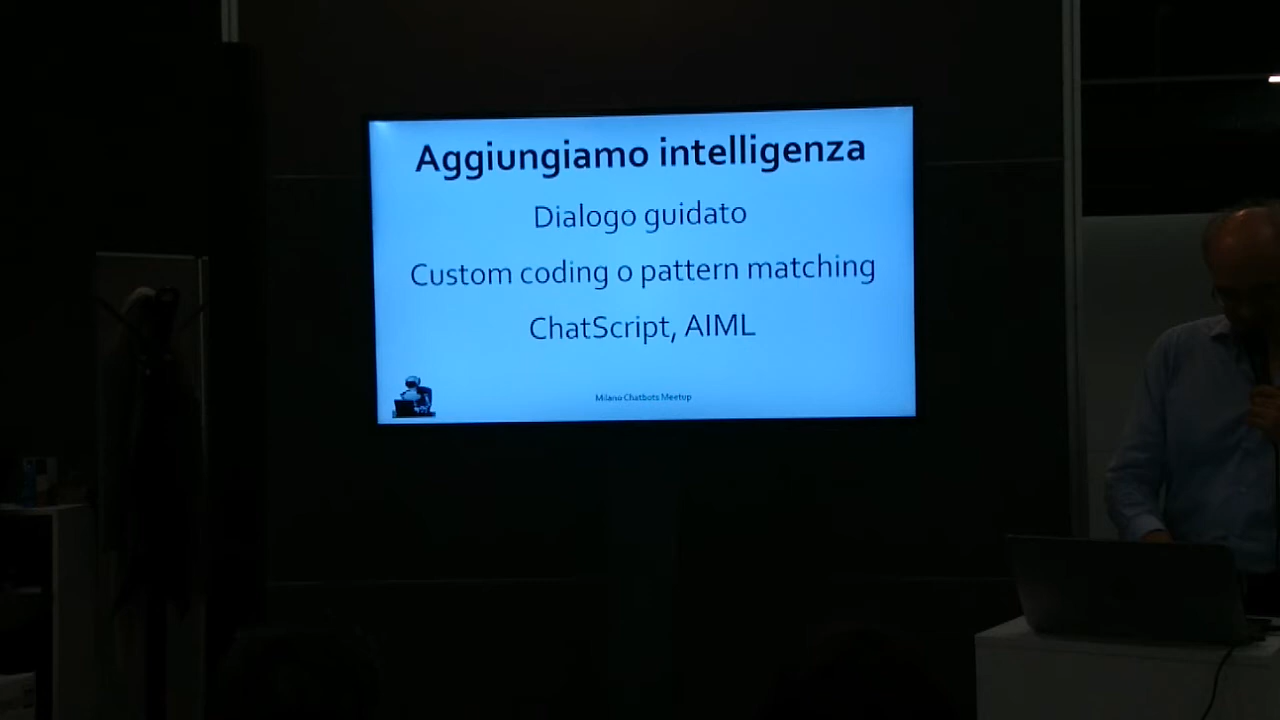 Aggiungiamo intelligenza
Dialogo guidato
Custom coding o pattern matching
ChatScript, AIML
Milano Chatbots Meetup